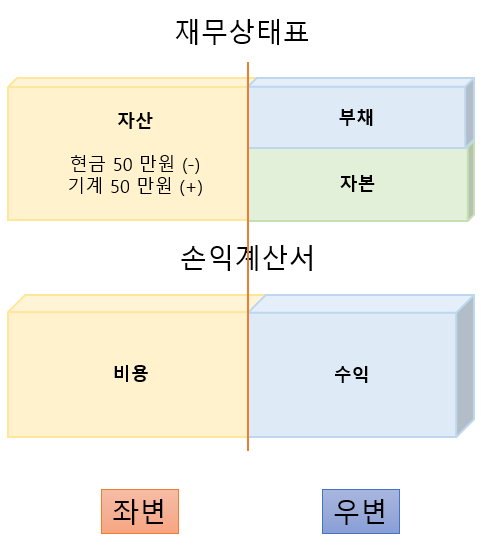 재무상태표
자산
현금 50 만원 (-)
기계 50 만원 (+)
부채
자본
손익계산서
비용
수익
좌변
우변